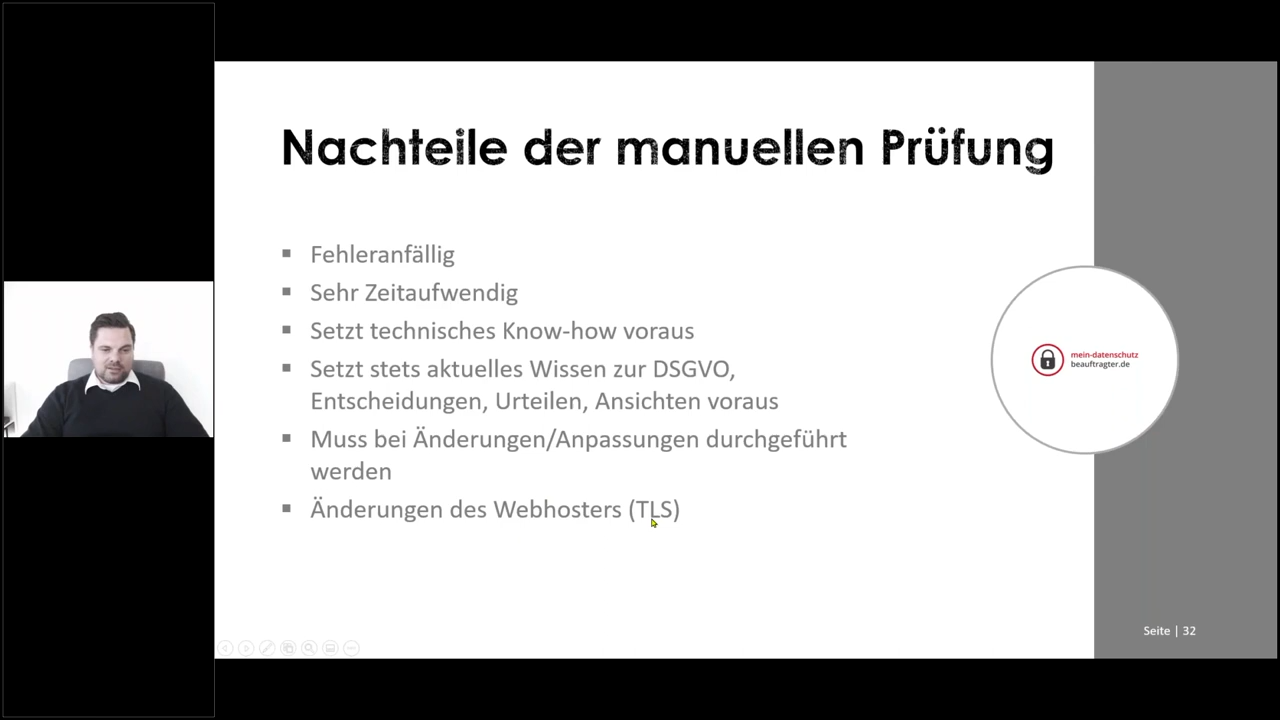 Nachteile der manuellen Prüfung
▪ Fehleranfällig
▪ Sehr Zeitaufwendig
▪ Setzt technisches Know-how voraus
▪ Setzt stets aktuelles Wissen zur DSGVO,
Entscheidungen, Urteilen, Ansichten voraus
▪ Muss bei Änderungen/Anpassungen durchgeführt
werden
▪ Änderungen des Webhosters (TLS)
mein-datenschutz
beauftragter.de
Seite | 32